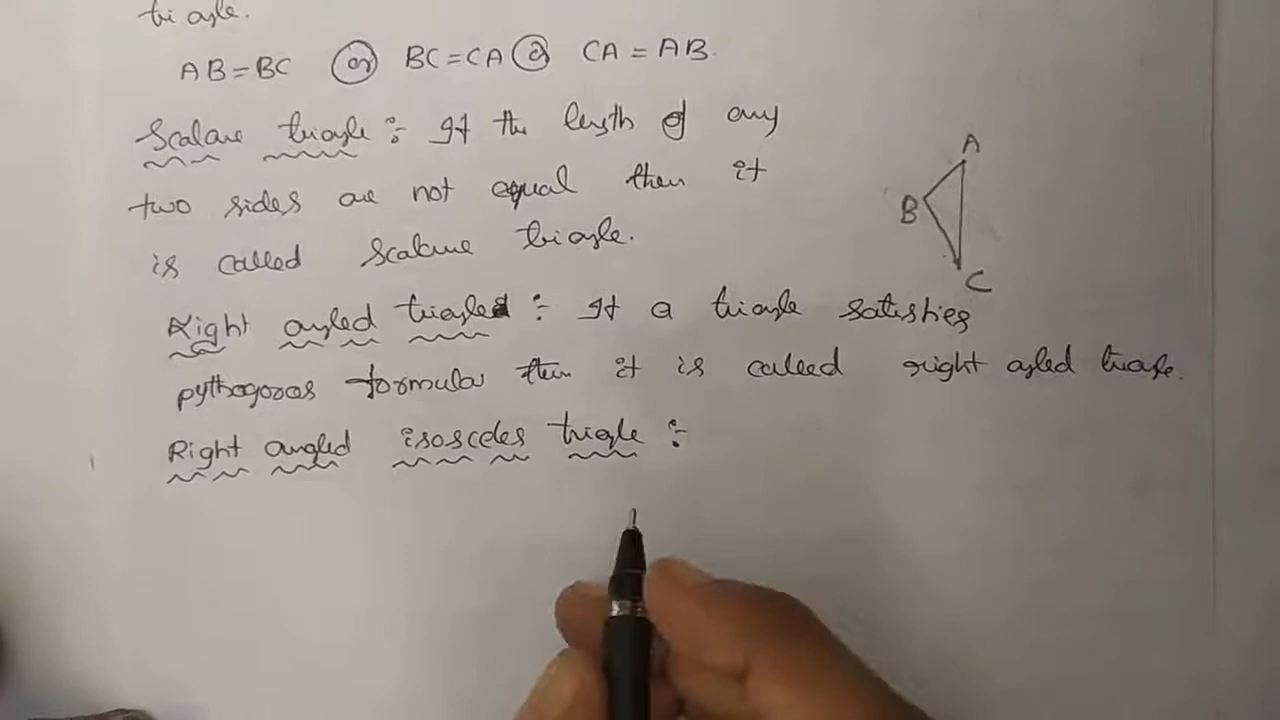 triangle.
AB = BC or BC = CA or CA = AB.
Scalane triangle :- If the length of any
two sides are not equal then it
is called Scalane triangle.
A
B
C
Right angled triangle :- If a triangle satisfies
pythagoras formula then it is called right angled triangle.
Right angled isosceles triangle :-